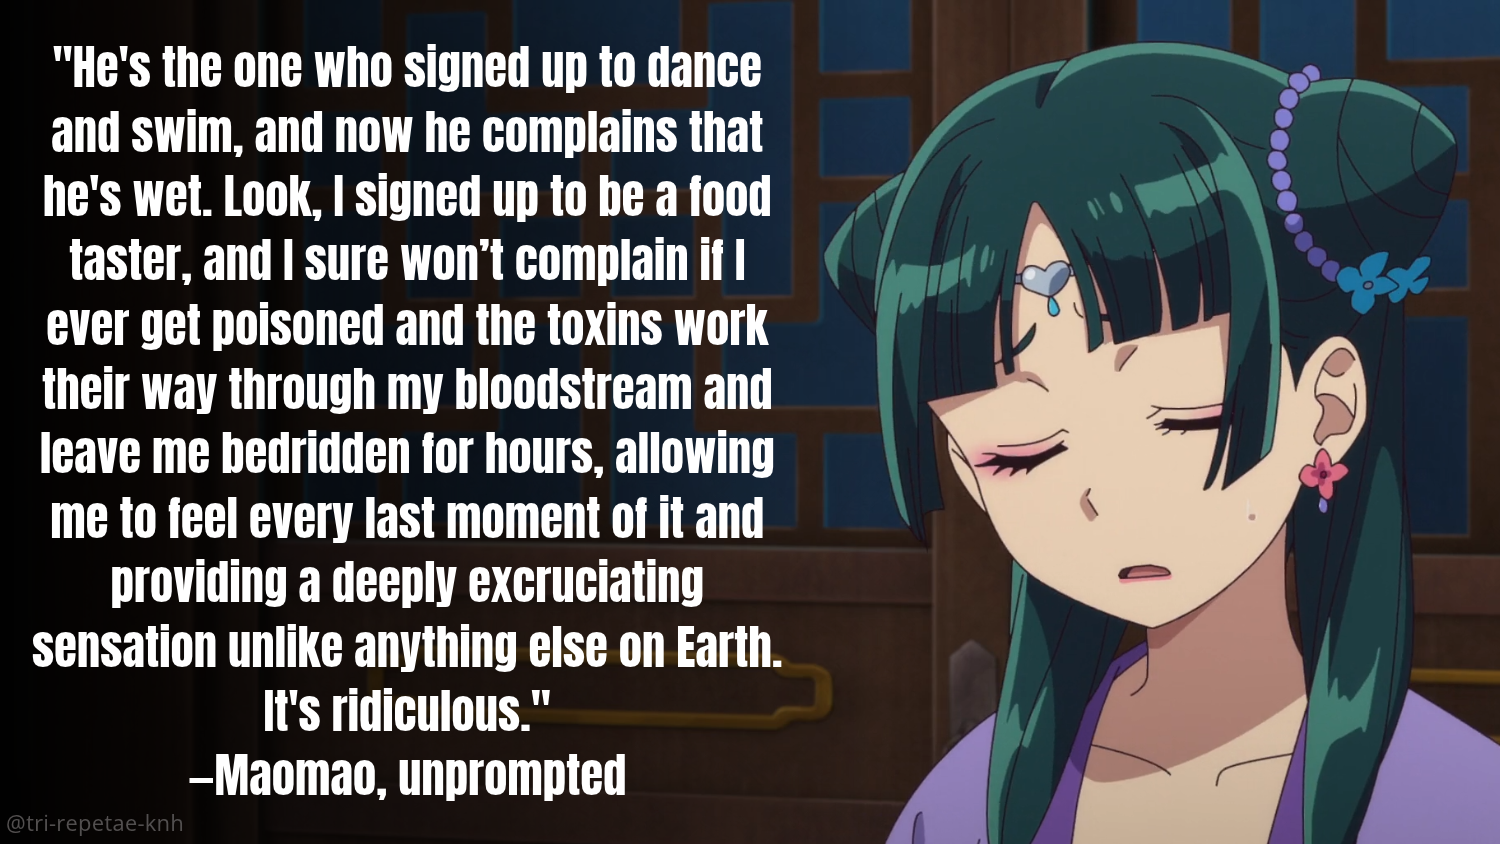 "He's the one who signed up to dance
and swim, and now he complains that
he's wet. Look, I signed up to be a food
taster, and I sure won’t complain if I
ever get poisoned and the toxins work
their way through my bloodstream and
leave me bedridden for hours, allowing
me to feel every last moment of it and
providing a deeply excruciating
sensation unlike anything else on Earth.
It's ridiculous."
—Maomao, unprompted
@tri-repetae-knh